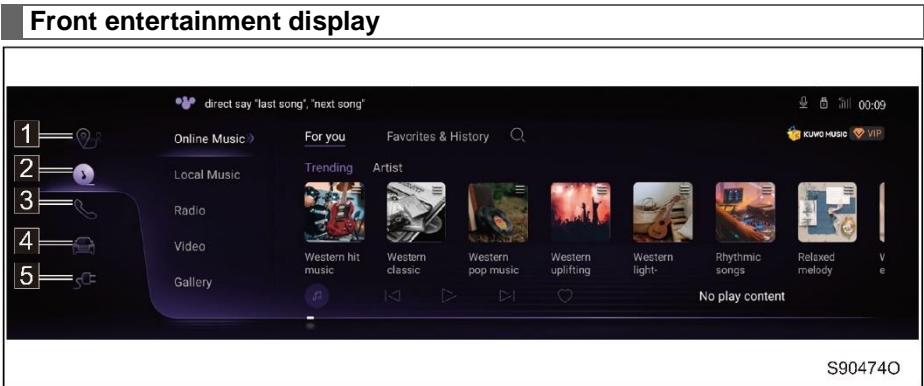 Front entertainment display
direct say "last song", "next song"
00:09
1
Online Music
For you
Favorites & History
KUWO MUSIC
VIP
2
Local Music
Trending
Artist
3
Radio
4
Video
5
Gallery
Western hit
music
Western
classic
Western
pop music
Western
uplifting
Western
light-
Rhythmic
songs
Relaxed
melody
No play content
S90474O